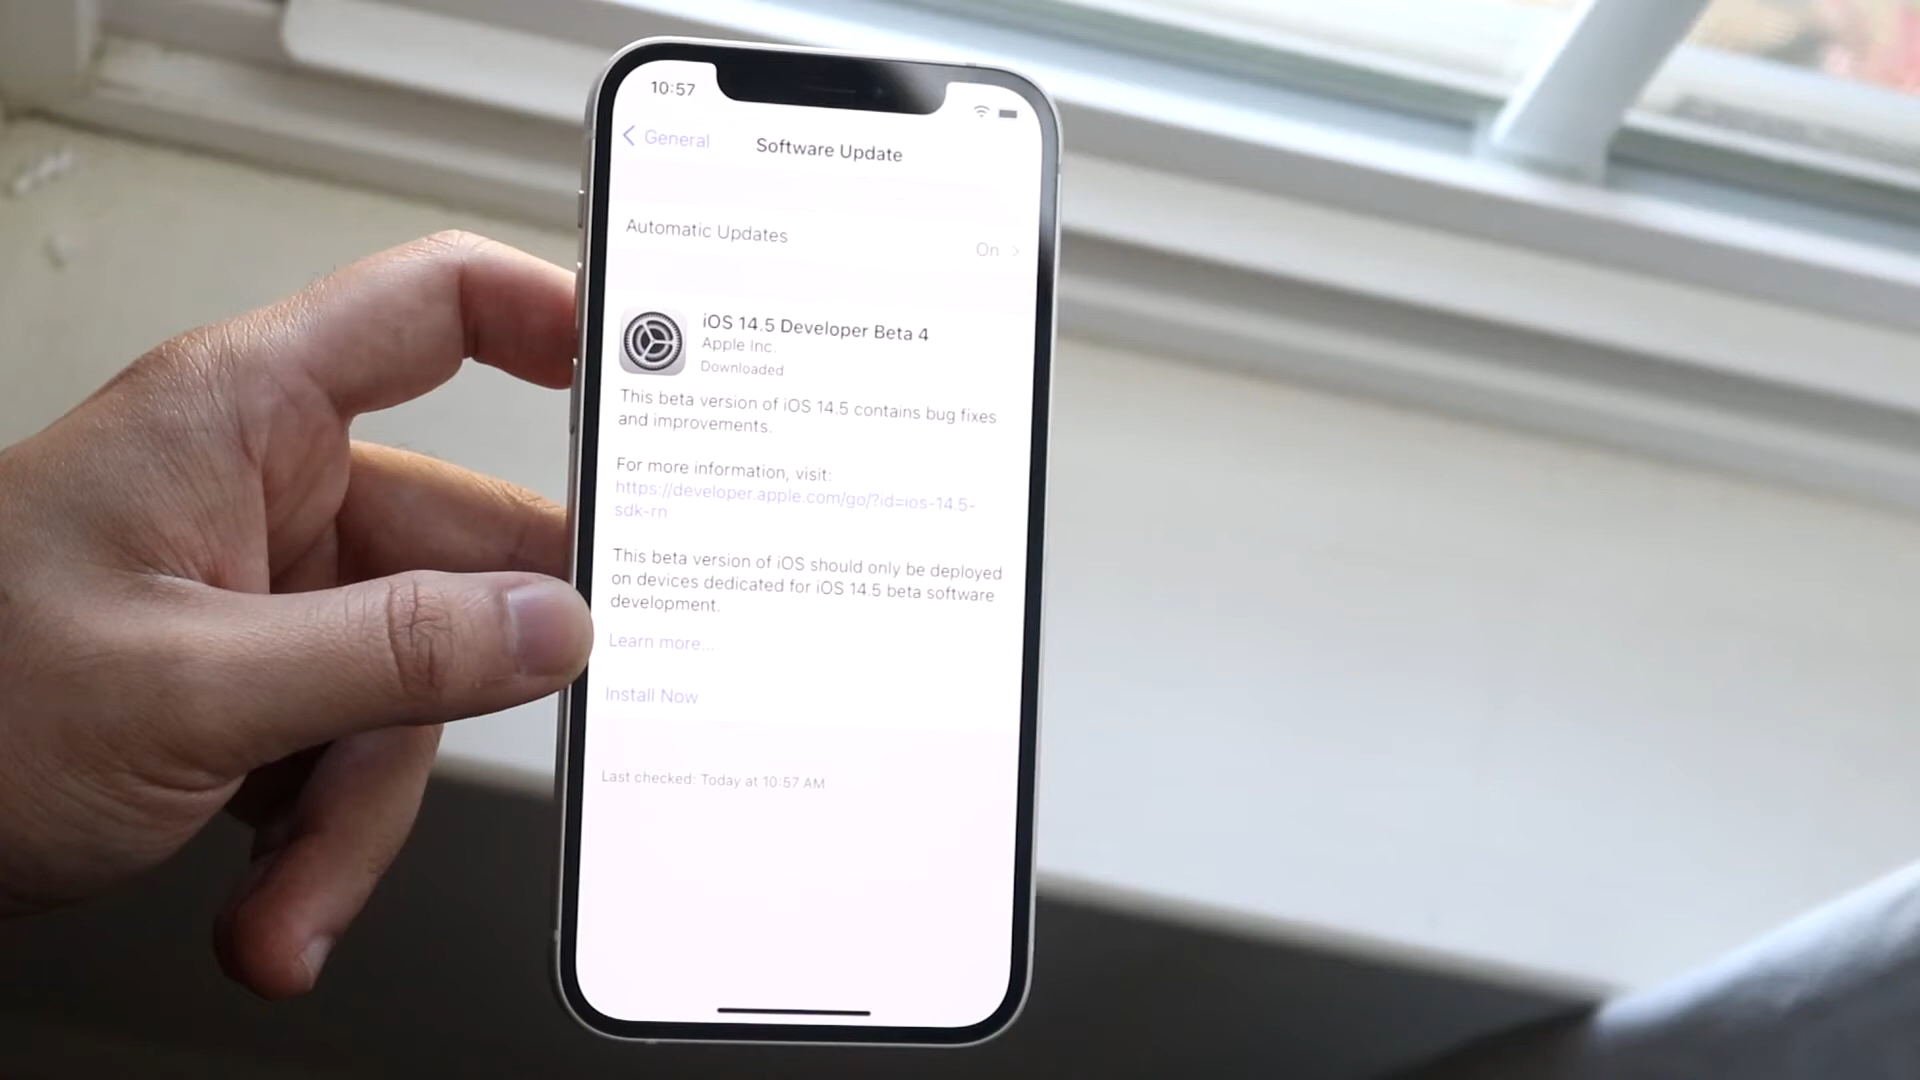 10:57
General
Software Update
Automatic Updates
On
iOS 14.5 Developer Beta 4
Apple Inc.
Downloaded
This beta version of iOS 14.5 contains bug fixes
and improvements.
For more information, visit:
https://developer.apple.com/go/?id=ios-14.5-
sdk-rn
This beta version of iOS should only be deployed
on devices dedicated for iOS 14.5 beta software
development.
Learn more...
Install Now
Last checked: Today at 10:57 AM